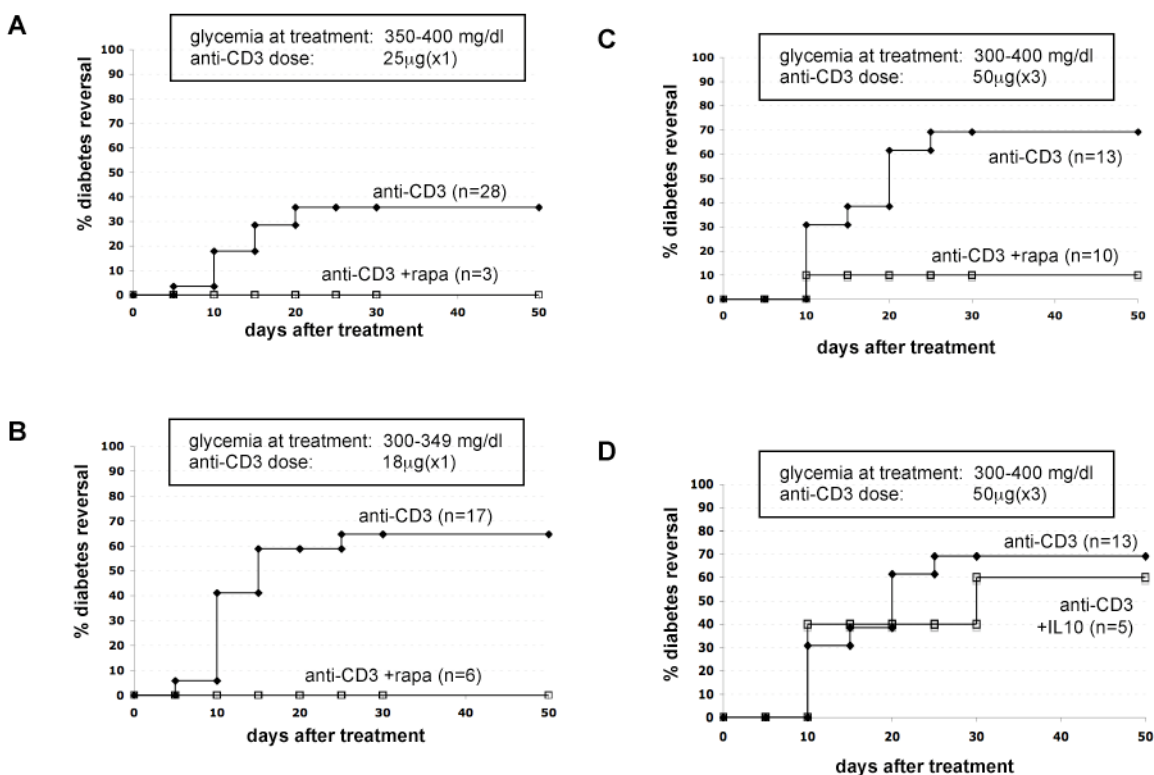 A
glycemia at treatment: 350-400 mg/dl
anti-CD3 dose: 25μg(x1)
% diabetes reversal
100
90
80
70
60
50
40
30
20
10
0
anti-CD3 (n=28)
anti-CD3 +rapa (n=3)
0 10 20 30 40 50
days after treatment
C
glycemia at treatment: 300-400 mg/dl
anti-CD3 dose: 50μg(x3)
% diabetes reversal
100
90
80
70
60
50
40
30
20
10
0
anti-CD3 (n=13)
anti-CD3 +rapa (n=10)
0 10 20 30 40 50
days after treatment
B
glycemia at treatment: 300-349 mg/dl
anti-CD3 dose: 18μg(x1)
% diabetes reversal
100
90
80
70
60
50
40
30
20
10
0
anti-CD3 (n=17)
anti-CD3 +rapa (n=6)
0 10 20 30 40 50
days after treatment
D
glycemia at treatment: 300-400 mg/dl
anti-CD3 dose: 50μg(x3)
% diabetes reversal
100
90
80
70
60
50
40
30
20
10
0
anti-CD3 (n=13)
anti-CD3
+IL10 (n=5)
0 10 20 30 40 50
days after treatment